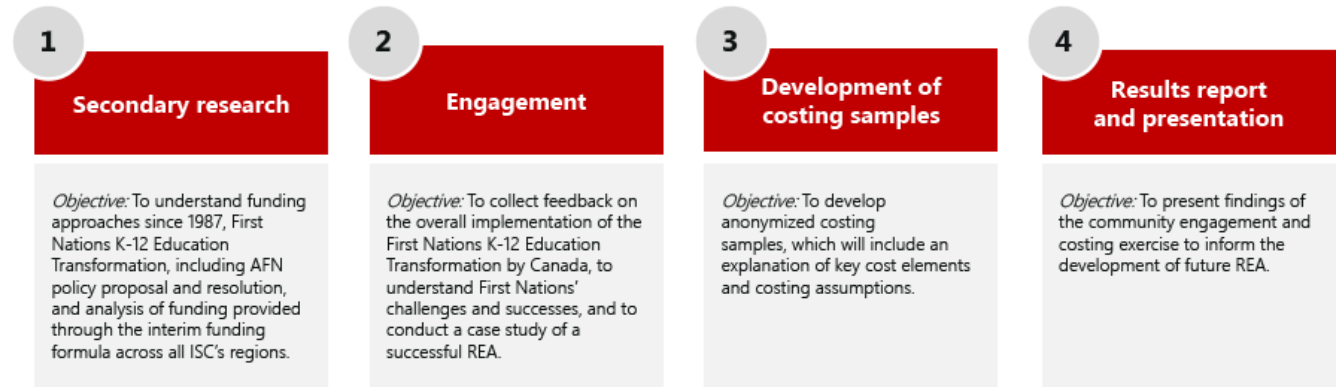 1
Secondary research
Objective: To understand funding
approaches since 1987, First
Nations K-12 Education
Transformation, including AFN
policy proposal and resolution,
and analysis of funding provided
through the interim funding
formula across all ISC's regions.
2
Engagement
Objective: To collect feedback on
the overall implementation of the
First Nations K-12 Education
Transformation by Canada, to
understand First Nations'
challenges and successes, and to
conduct a case study of a
successful REA.
3
Development of
costing samples
Objective: To develop
anonymized costing
samples, which will include an
explanation of key cost elements
and costing assumptions.
4
Results report
and presentation
Objective: To present findings of
the community engagement and
costing exercise to inform the
development of future REA.